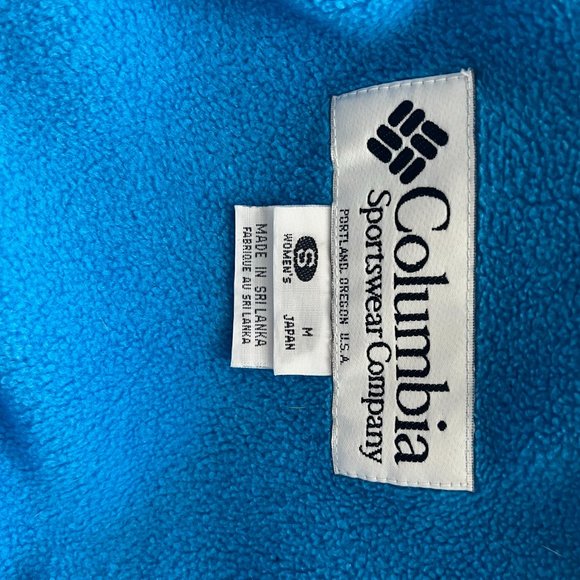 Columbia
Sportswear Company
PORTLAND, OREGON U.S.A.
S M
WOMEN'S JAPAN
MADE IN SRI LANKA
FABRIQUE AU SRI LANKA